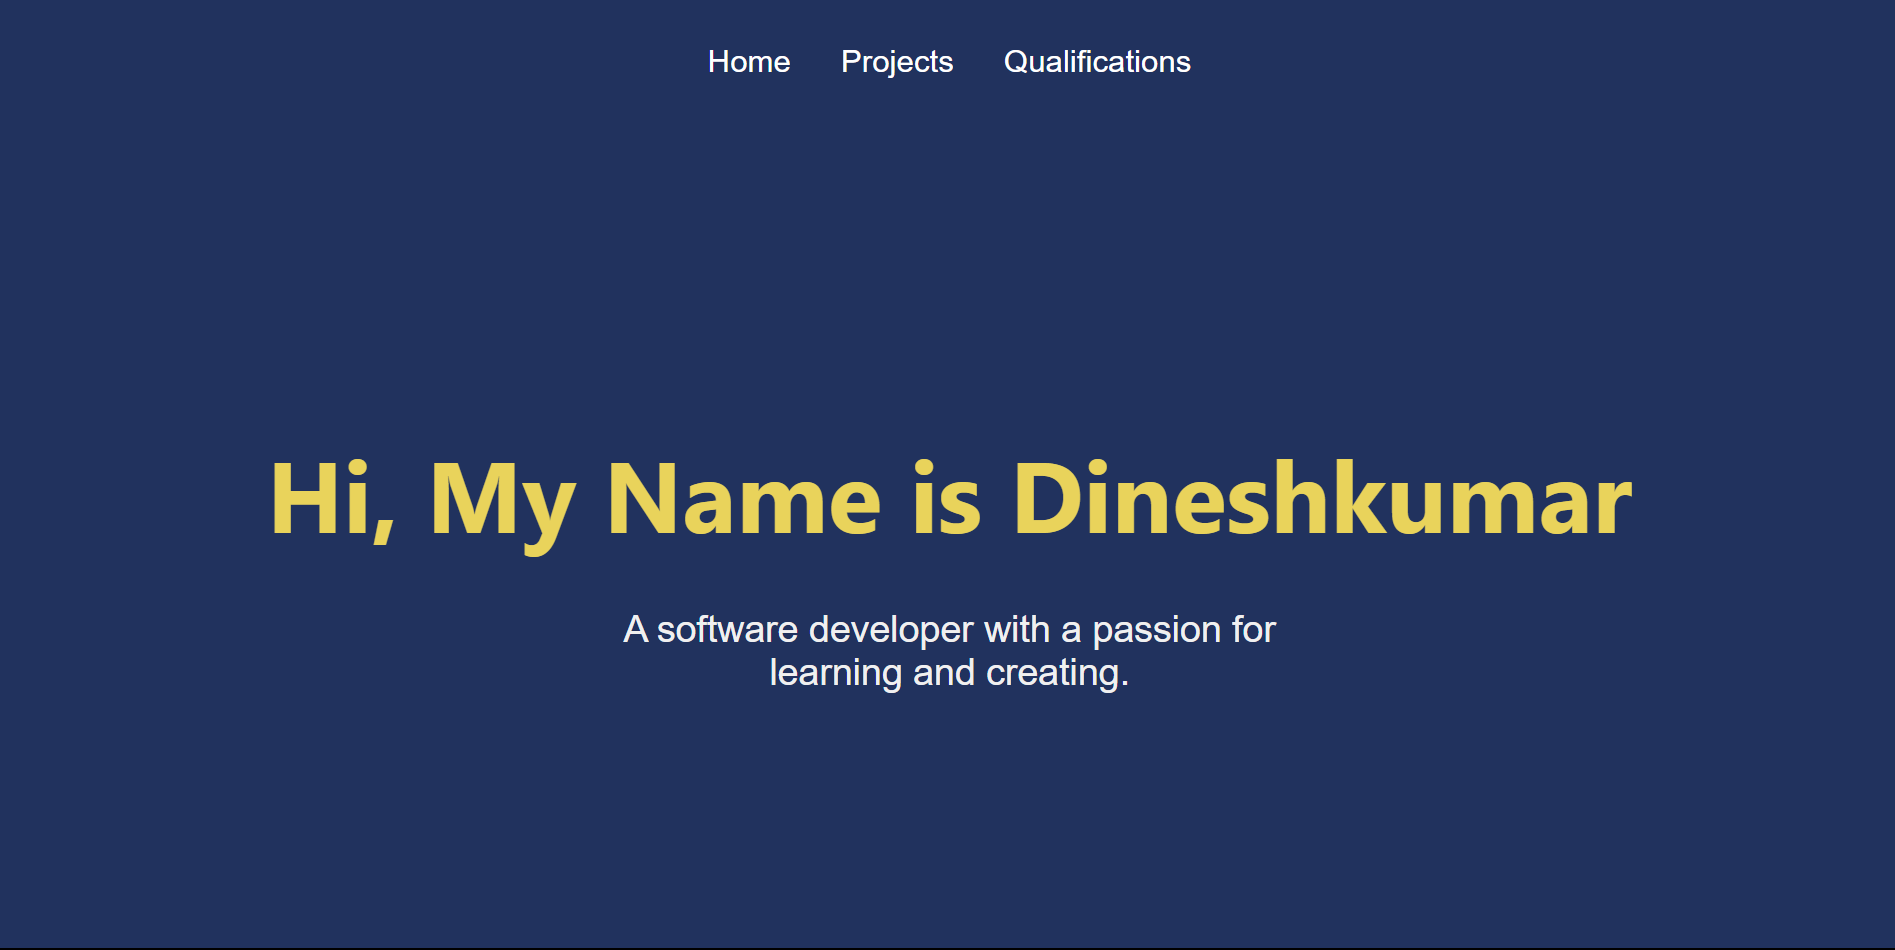 Home Projects Qualifications
Hi, My Name is Dineshkumar
A software developer with a passion for
learning and creating.